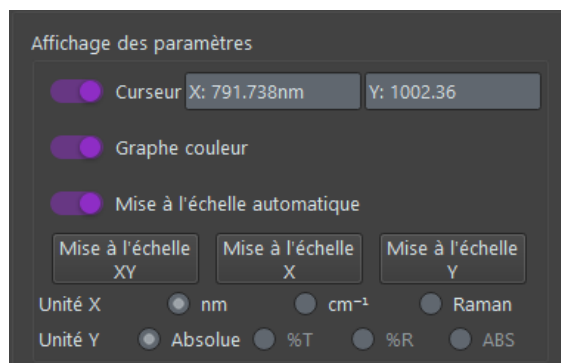 Affichage des paramètres
Curseur X: 791.738nm Y: 1002.36
Graphe couleur
Mise à l'échelle automatique
Mise à l'échelle XY Mise à l'échelle X Mise à l'échelle Y
Unité X nm cm⁻¹ Raman
Unité Y Absolue %T %R ABS